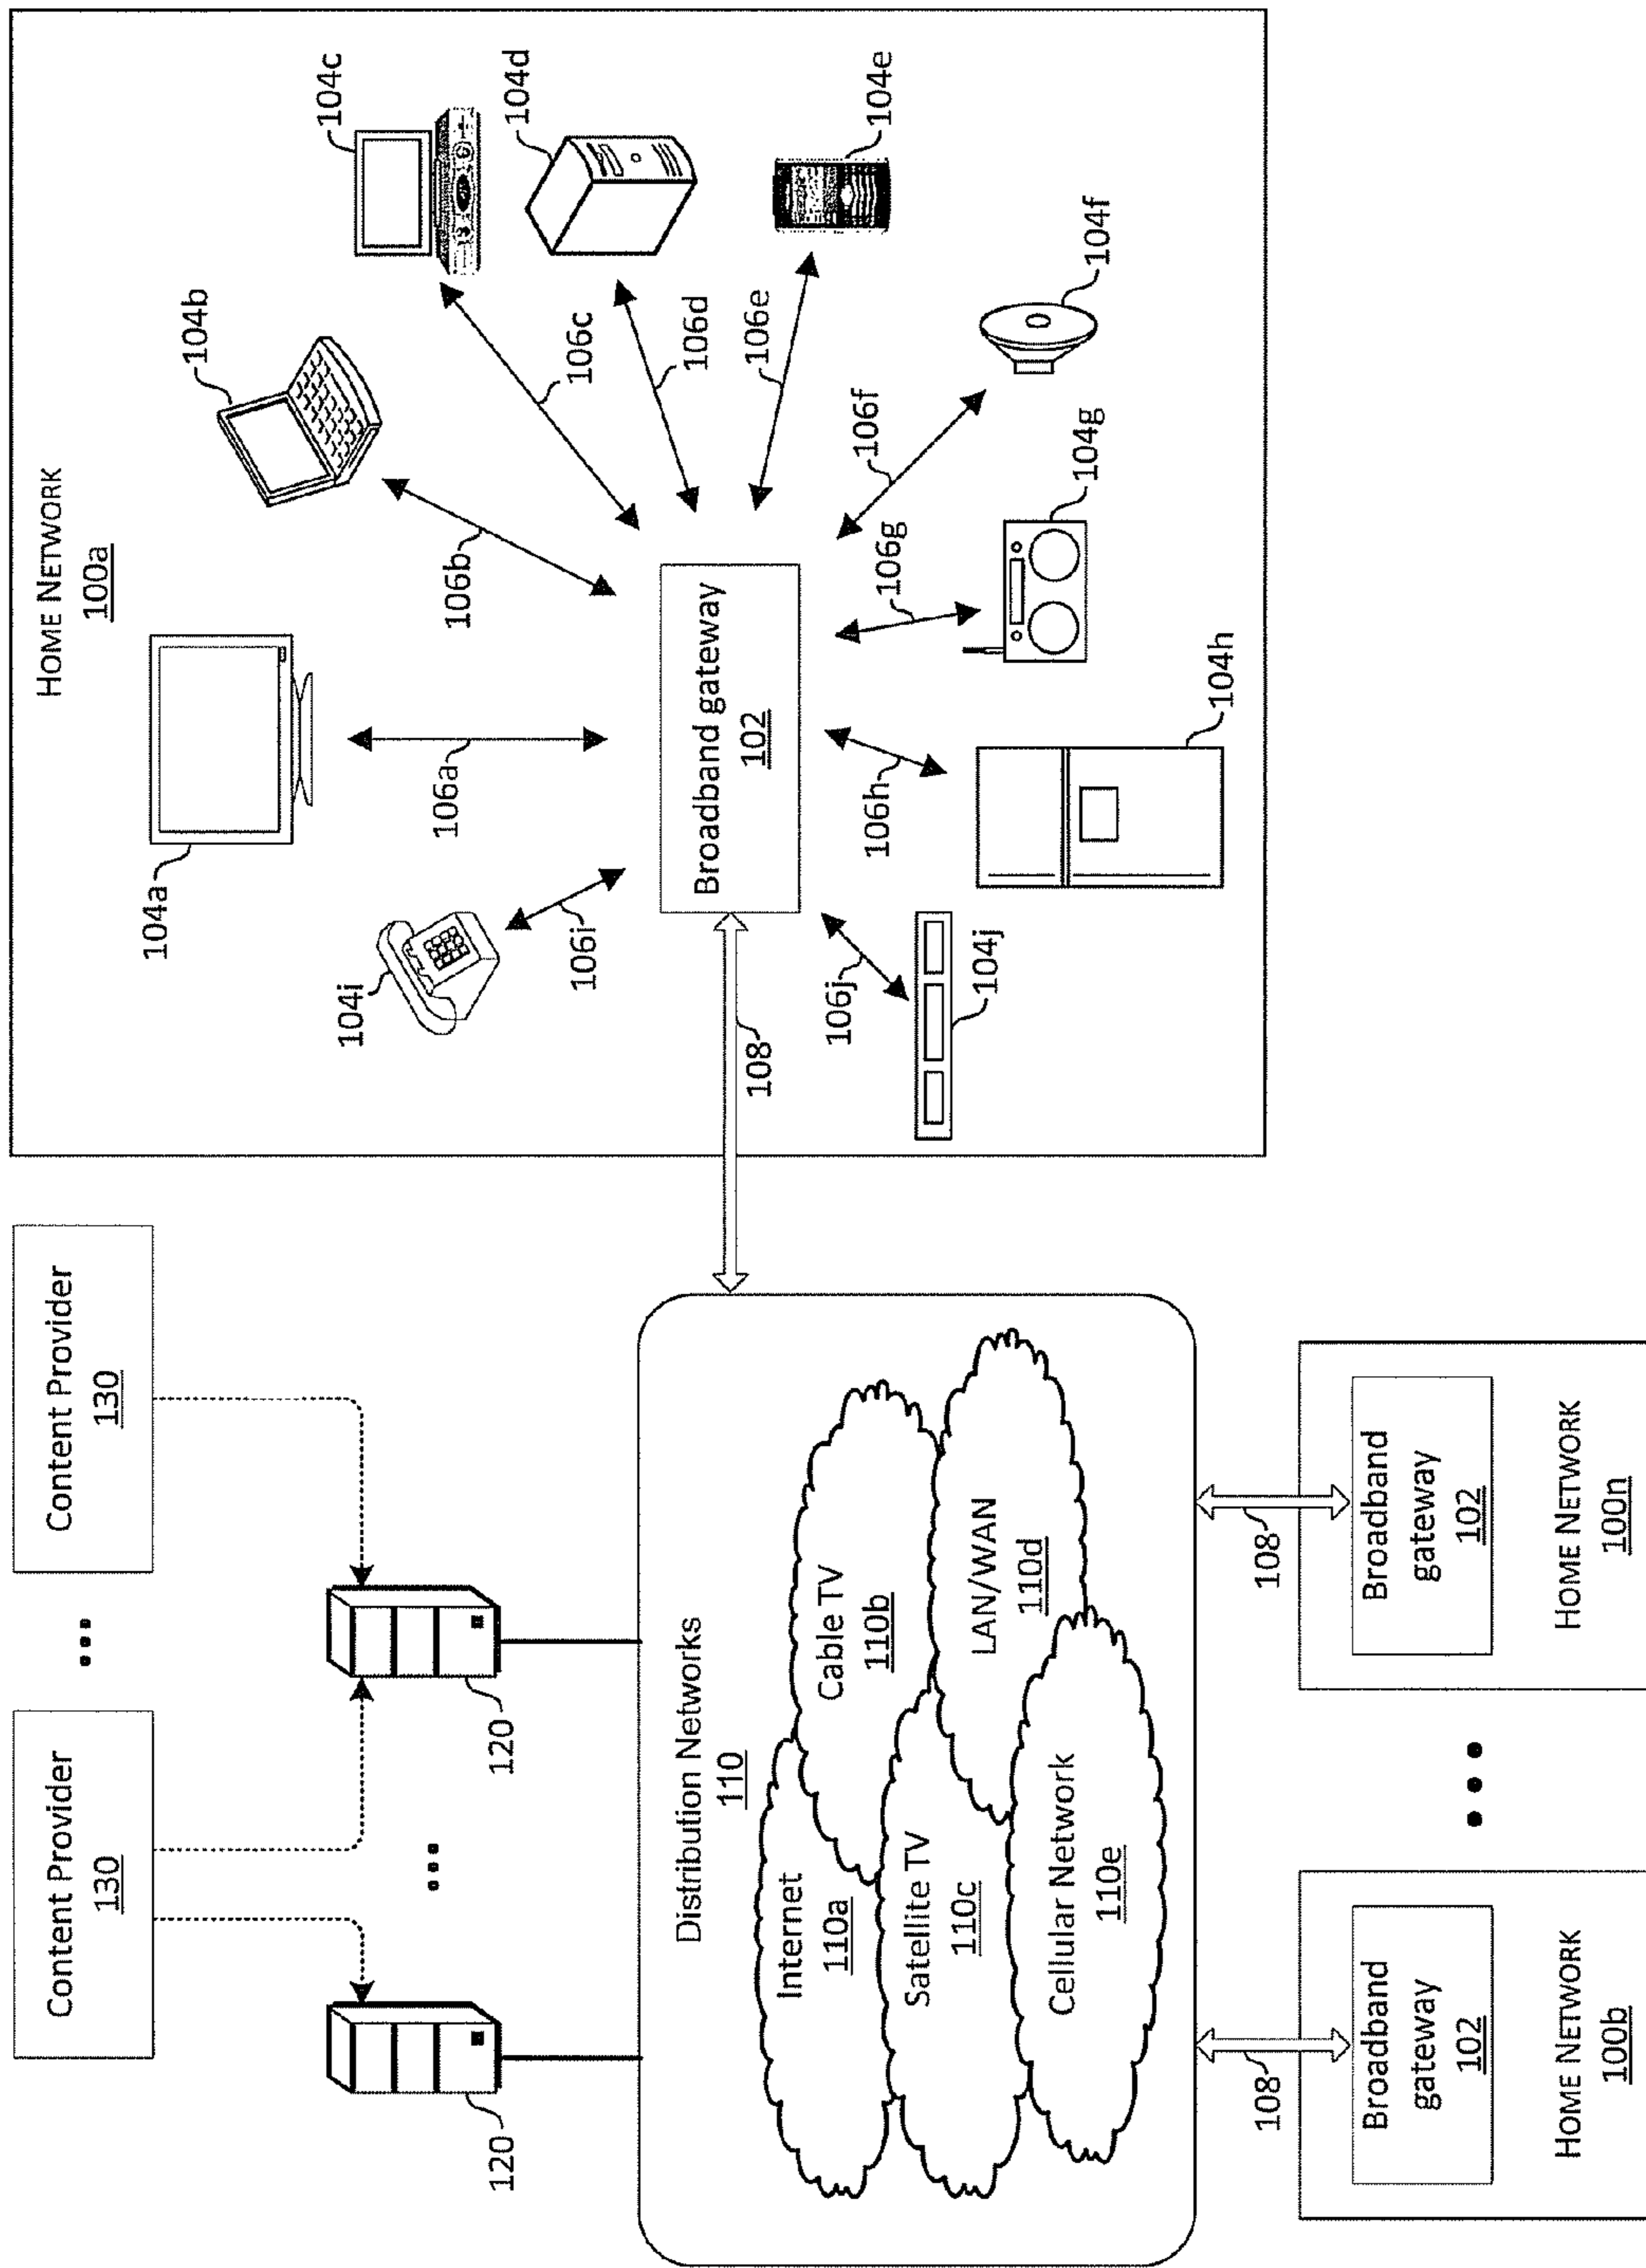 Content Provider
130
...
Content Provider
130
120
...
120
Distribution Networks
110
Internet
110a
Cable TV
110b
Satellite TV
110c
LAN/WAN
110d
Cellular Network
110e
108
108
108
Broadband
gateway
102
HOME NETWORK
100b
...
Broadband
gateway
102
HOME NETWORK
100n
HOME NETWORK
100a
104a
104b
104c
104d
104e
104f
104g
104h
104i
104j
106a
106b
106c
106d
106e
106f
106g
106h
106i
106j
Broadband gateway
102